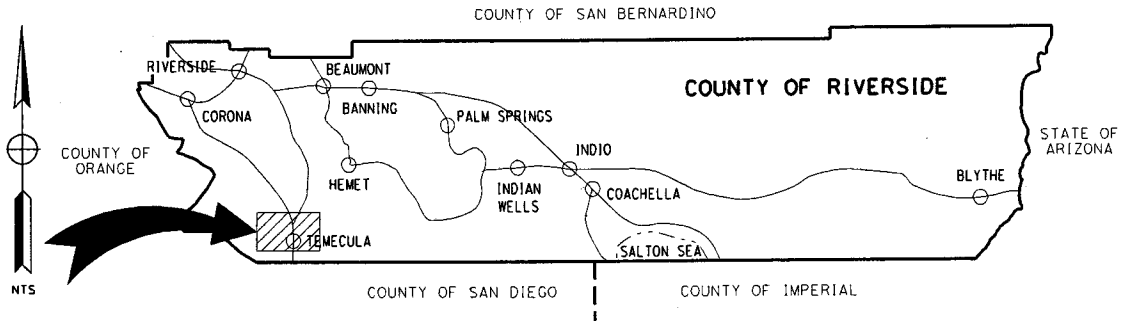 COUNTY OF SAN BERNARDINO
RIVERSIDE
BEAUMONT
COUNTY OF RIVERSIDE
CORONA
BANNING
PALM SPRINGS
STATE OF
ARIZONA
COUNTY OF
ORANGE
INDIO
HEMET
INDIAN
WELLS
COACHELLA
BLYTHE
TEMECULA
SALTON SEA
NTS
COUNTY OF SAN DIEGO
COUNTY OF IMPERIAL